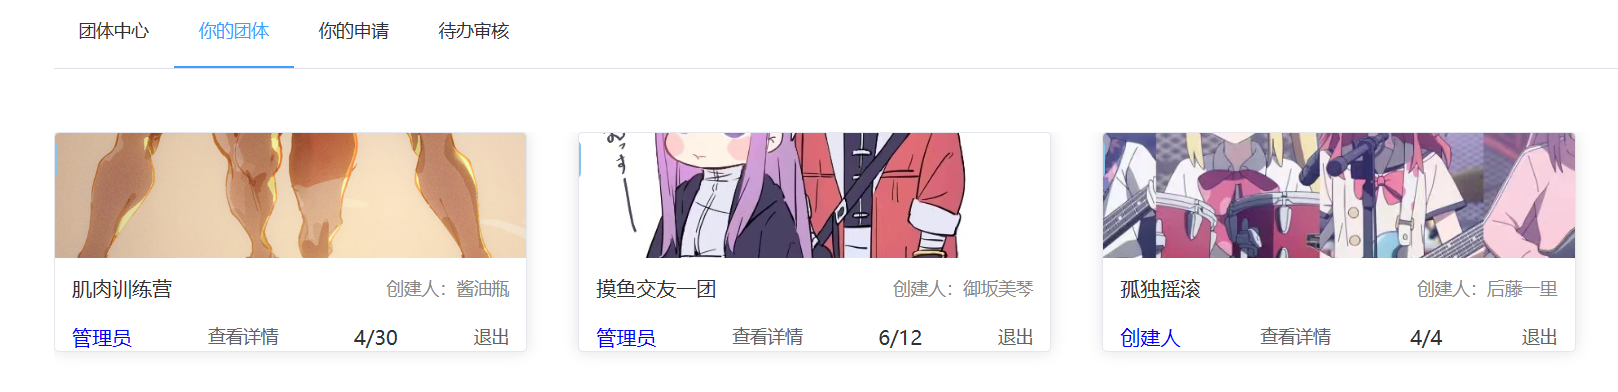 团体中心 你的团体 你的申请 待办审核
む
っ
す
ー
肌肉训练营 创建人：酱油瓶
管理员 查看详情 4/30 退出
摸鱼交友一团 创建人：御坂美琴
管理员 查看详情 6/12 退出
孤独摇滚 创建人：后藤一里
创建人 查看详情 4/4 退出